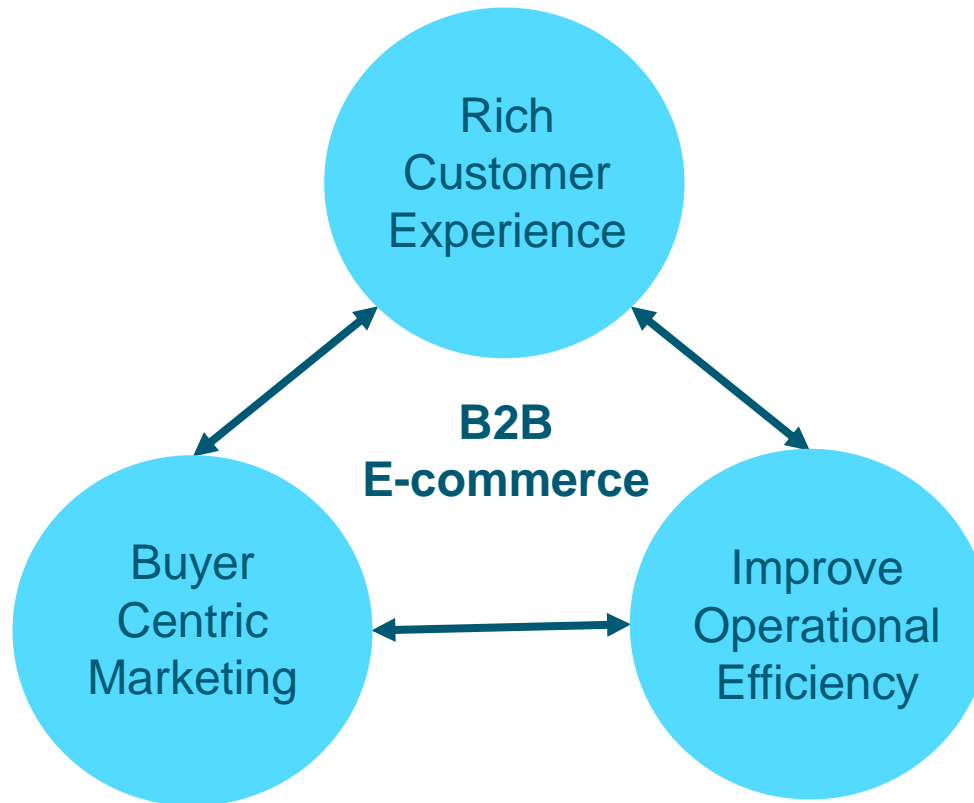 Rich
Customer
Experience
B2B
E-commerce
Buyer
Centric
Marketing
Improve
Operational
Efficiency